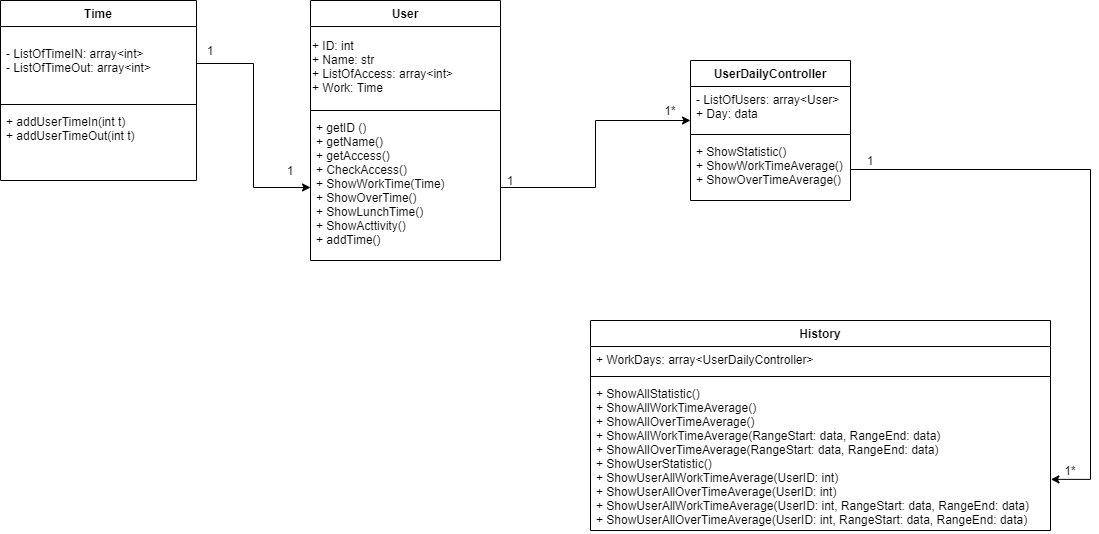 Time
- ListOfTimeIN: array<int>
- ListOfTimeOut: array<int>
+ addUserTimeIn(int t)
+ addUserTimeOut(int t)
1
1
User
+ ID: int
+ Name: str
+ ListOfAccess: array<int>
+ Work: Time
+ getID ()
+ getName()
+ getAccess()
+ CheckAccess()
+ ShowWorkTime(Time)
+ ShowOverTime()
+ ShowLunchTime()
+ ShowActtivity()
+ addTime()
1
1*
UserDailyController
- ListOfUsers: array<User>
+ Day: data
+ ShowStatistic()
+ ShowWorkTimeAverage()
+ ShowOverTimeAverage()
1
1*
History
+ WorkDays: array<UserDailyController>
+ ShowAllStatistic()
+ ShowAllWorkTimeAverage()
+ ShowAllOverTimeAverage()
+ ShowAllWorkTimeAverage(RangeStart: data, RangeEnd: data)
+ ShowAllOverTimeAverage(RangeStart: data, RangeEnd: data)
+ ShowUserStatistic()
+ ShowUserAllWorkTimeAverage(UserID: int)
+ ShowUserAllOverTimeAverage(UserID: int)
+ ShowUserAllWorkTimeAverage(UserID: int, RangeStart: data, RangeEnd: data)
+ ShowUserAllOverTimeAverage(UserID: int, RangeStart: data, RangeEnd: data)